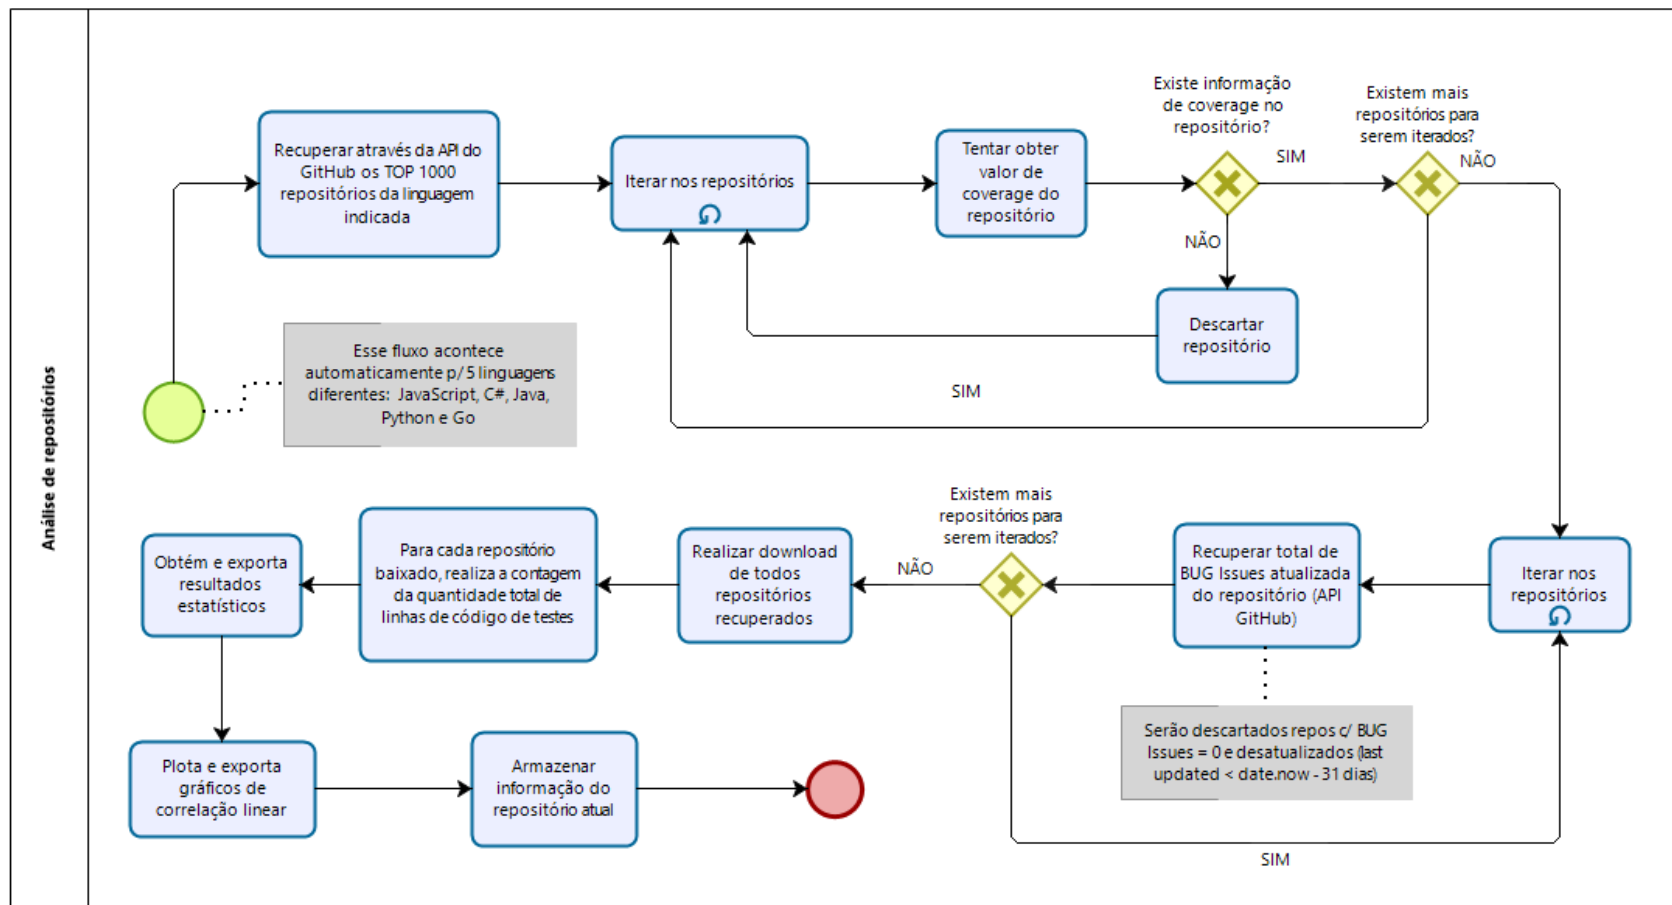 Análise de repositórios
Recuperar através da API do
GitHub os TOP 1000
repositórios da linguagem
indicada
Iterar nos repositórios
Tentar obter
valor de
coverage do
repositório
Existe informação
de coverage no
repositório?
SIM
NÃO
Existem mais
repositórios para
serem iterados?
NÃO
Descartar
repositório
SIM
Esse fluxo acontece
automaticamente p/ 5 linguagens
diferentes: JavaScript, C#, Java,
Python e Go
Iterar nos
repositórios
Recuperar total de
BUG Issues atualizada
do repositório (API
GitHub)
Serão descartados repos c/ BUG
Issues = 0 e desatualizados (last
updated < date.now - 31 dias)
Existem mais
repositórios para
serem iterados?
NÃO
SIM
Realizar download
de todos
repositórios
recuperados
Para cada repositório
baixado, realiza a contagem
da quantidade total de
linhas de código de testes
Obtém e exporta
resultados
estatísticos
Plota e exporta
gráficos de
correlação linear
Armazenar
informação do
repositório atual